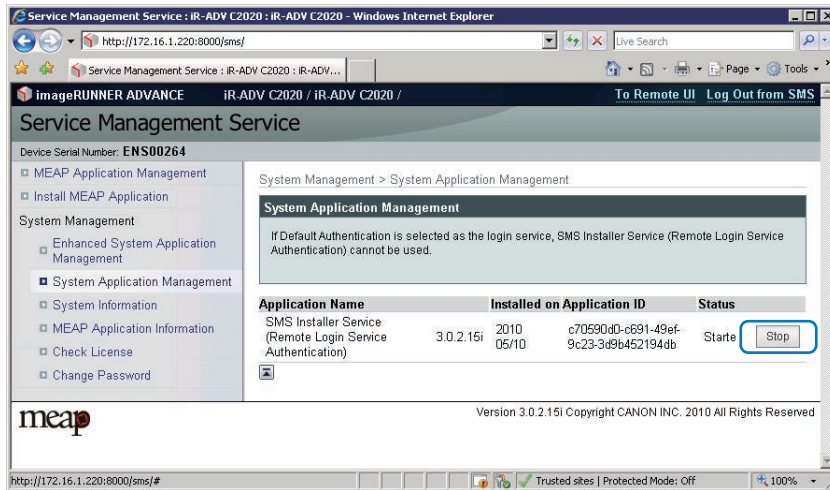 Service Management Service : iR-ADV C2020 : iR-ADV C2020 - Windows Internet Explorer
http://172.16.1.220:8000/sms/
Live Search
Service Management Service : iR-ADV C2020 : iR-ADV...
Page
Tools
imageRUNNER ADVANCE iR-ADV C2020 / iR-ADV C2020 / To Remote UI Log Out from SMS
Service Management Service
Device Serial Number: ENS00264
MEAP Application Management
Install MEAP Application
System Management
Enhanced System Application
Management
System Application Management
System Information
MEAP Application Information
Check License
Change Password
System Management > System Application Management
System Application Management
If Default Authentication is selected as the login service, SMS Installer Service (Remote Login Service
Authentication) cannot be used.
Application Name Installed on Application ID Status
SMS Installer Service
(Remote Login Service
Authentication)
3.0.2.15i
2010
05/10
c70590d0-c691-49ef-
9c23-3d9b452194db
Starte
Stop
meap
Version 3.0.2.15i Copyright CANON INC. 2010 All Rights Reserved
http://172.16.1.220:8000/sms/#
Trusted sites | Protected Mode: Off
100%